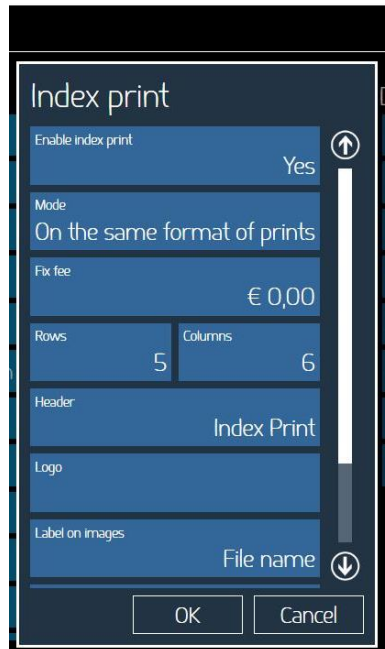 Index print
Enable index print
Yes
Mode
On the same format of prints
Fix fee
€ 0,00
Rows
5
Columns
6
Header
Index Print
Logo
Label on images
File name
OK
Cancel